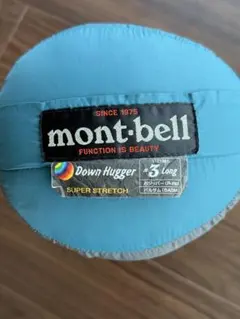 SINCE 1975
mont·bell
FUNCTION IS BEAUTY
Down Hugger
#3 Long
SUPER STRETCH